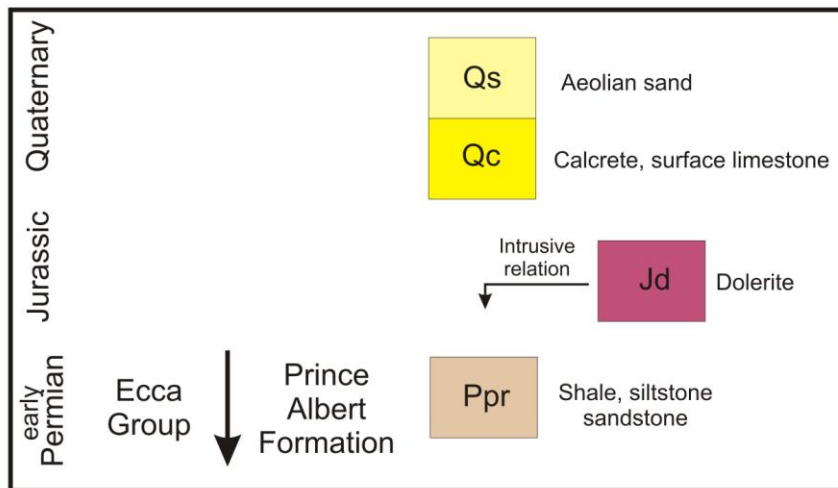 Quaternary
Qs
Aeolian sand
Qc
Calcrete, surface limestone
Jurassic
Intrusive
relation
Jd
Dolerite
early
Permian
Ecca
Group
Prince
Albert
Formation
Ppr
Shale, siltstone
sandstone